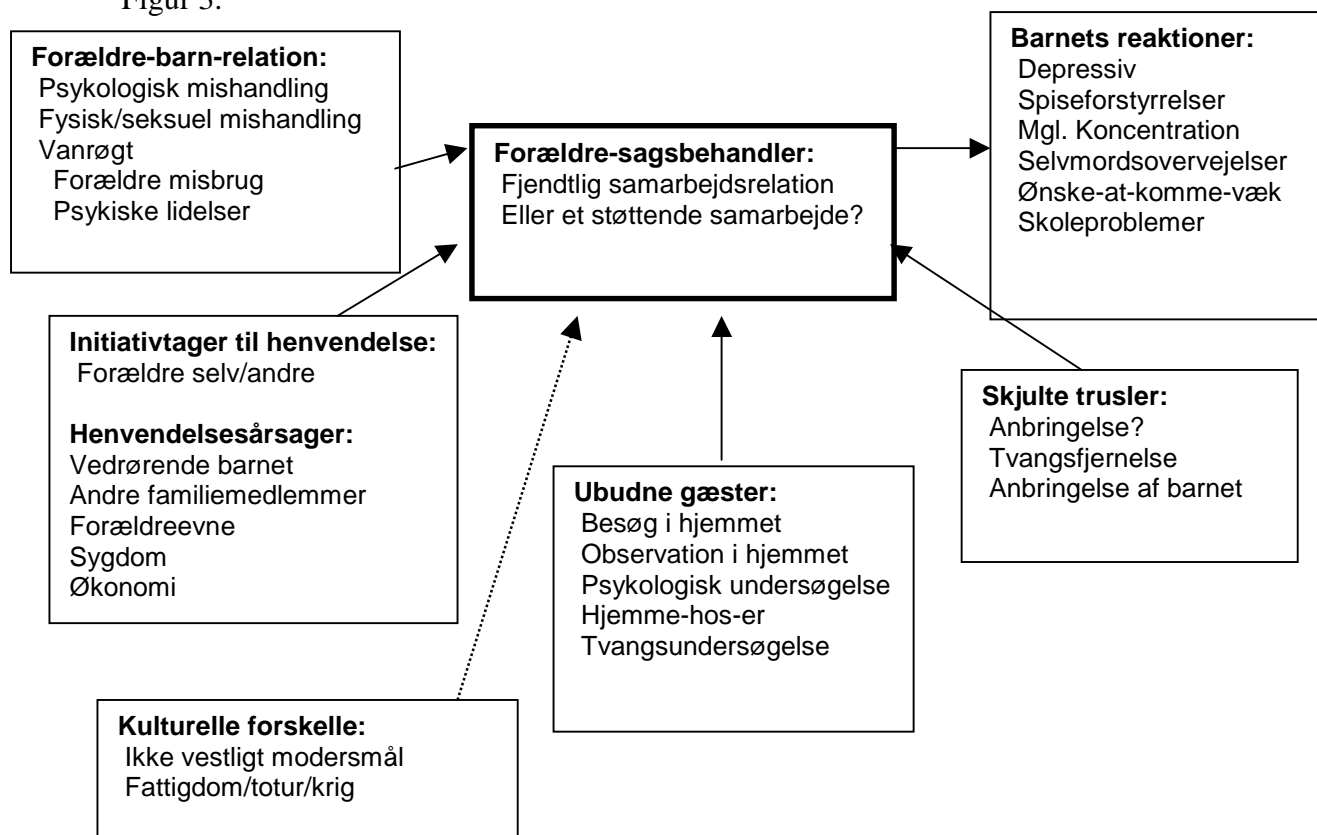 Figur 3.
Forældre-barn-relation:
Psykologisk mishandling
Fysisk/seksuel mishandling
Vanrøgt
Forældre misbrug
Psykiske lidelser
Forældre-sagsbehandler:
Fjendtlig samarbejdsrelation
Eller et støttende samarbejde?
Barnets reaktioner:
Depressiv
Spiseforstyrrelser
Mgl. Koncentration
Selvmordsovervejelser
Ønske-at-komme-væk
Skoleproblemer
Initiativtager til henvendelse:
Forældre selv/andre
Henvendelsesårsager:
Vedrørende barnet
Andre familiemedlemmer
Forældreevne
Sygdom
Økonomi
Ubudne gæster:
Besøg i hjemmet
Observation i hjemmet
Psykologisk undersøgelse
Hjemme-hos-er
Tvangsundersøgelse
Skjulte trusler:
Anbringelse?
Tvangsfjernelse
Anbringelse af barnet
Kulturelle forskelle:
Ikke vestligt modersmål
Fattigdom/totur/krig